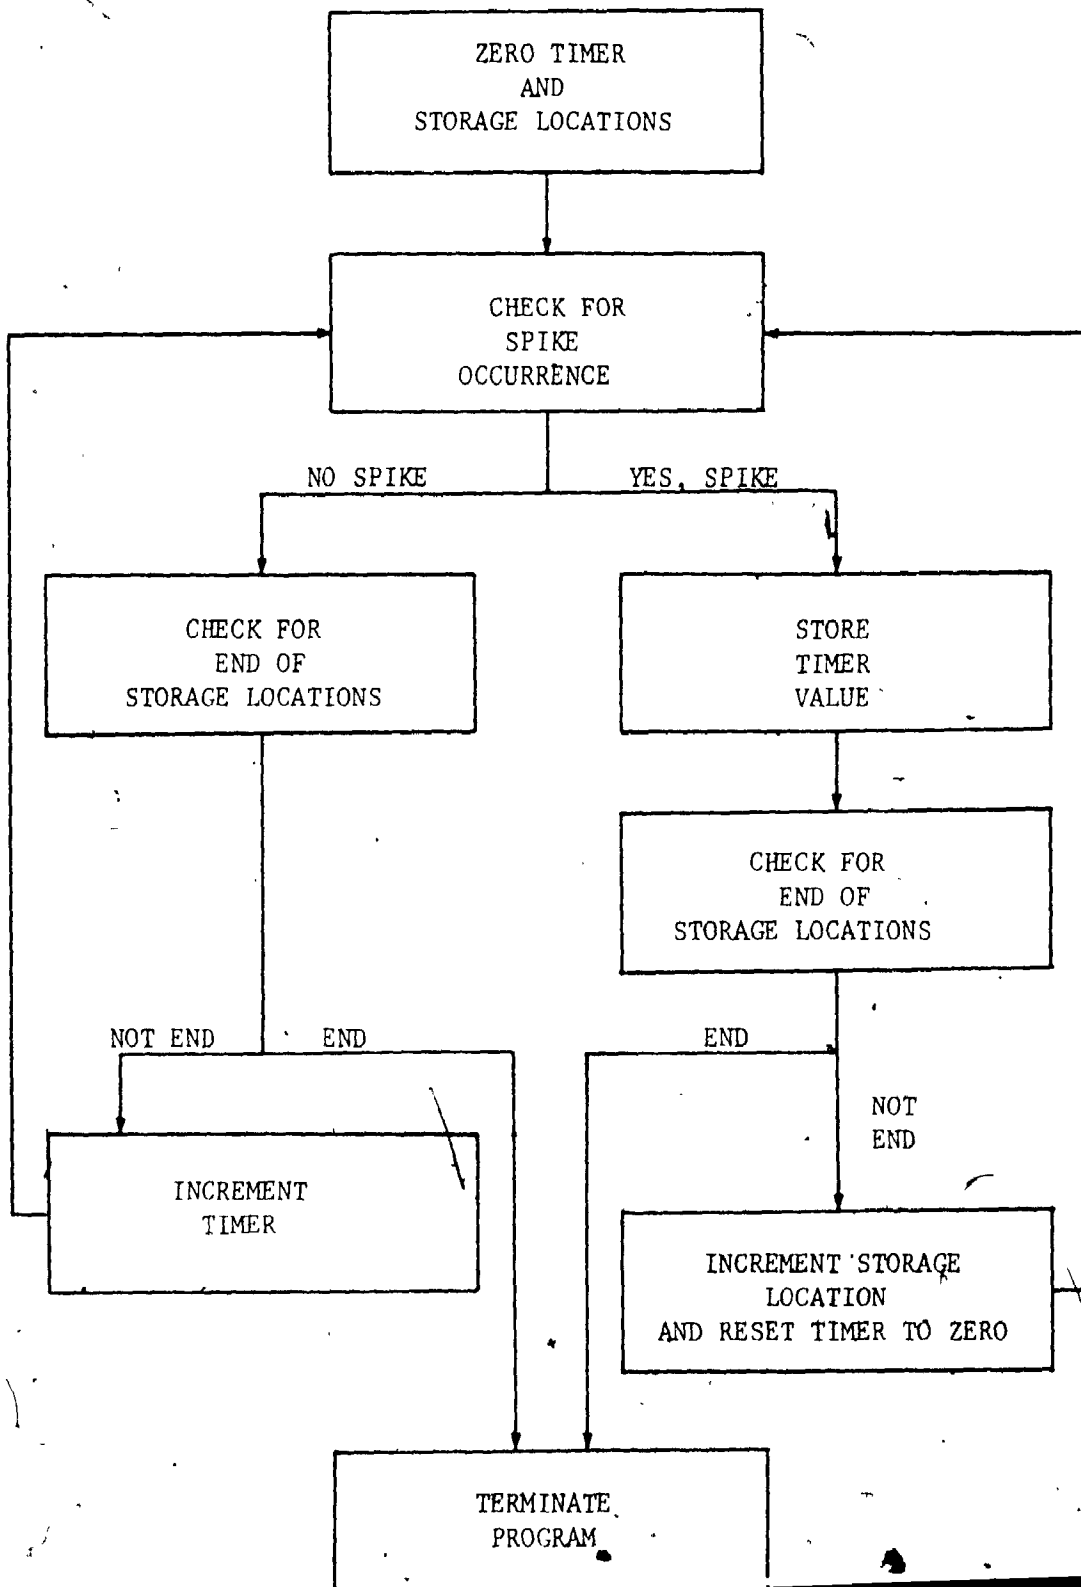 ZERO TIMER
AND
STORAGE LOCATIONS
CHECK FOR
SPIKE
OCCURRENCE
NO SPIKE
YES, SPIKE
CHECK FOR
END OF
STORAGE LOCATIONS
STORE
TIMER
VALUE
CHECK FOR
END OF
STORAGE LOCATIONS
NOT END
END
END
NOT
END
INCREMENT
TIMER
INCREMENT STORAGE
LOCATION
AND RESET TIMER TO ZERO
TERMINATE
PROGRAM